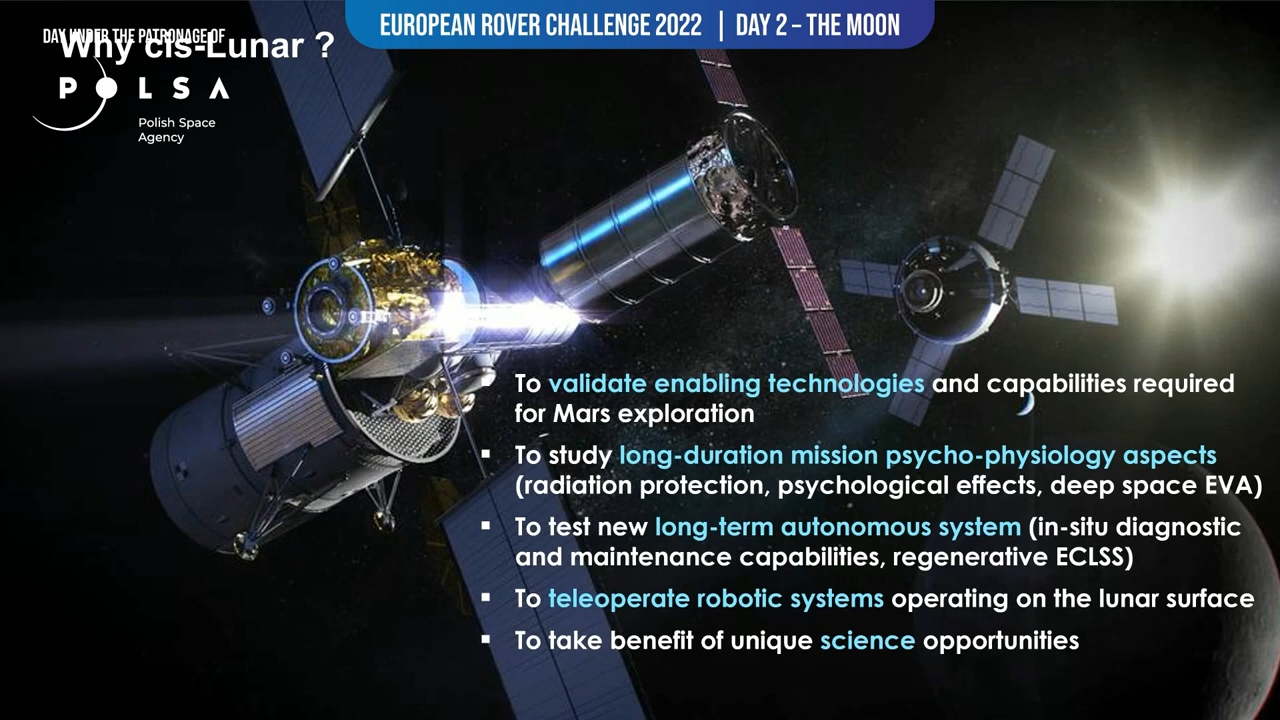 EUROPEAN ROVER CHALLENGE 2022 | DAY 2 – THE MOON
DAY UNDER THE PATRONAGE OF
Why cis-Lunar ?
POLSA
Polish Space
Agency
▪ To validate enabling technologies and capabilities required
for Mars exploration
▪ To study long-duration mission psycho-physiology aspects
(radiation protection, psychological effects, deep space EVA)
▪ To test new long-term autonomous system (in-situ diagnostic
and maintenance capabilities, regenerative ECLSS)
▪ To teleoperate robotic systems operating on the lunar surface
▪ To take benefit of unique science opportunities